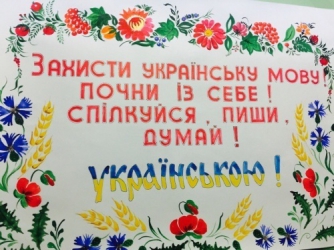 ЗАХИСТИ УКРАЇНСЬКУ МОВУ!
ПОЧНИ ІЗ СЕБЕ!
СПІЛКУЙСЯ, ПИШИ,
ДУМАЙ!
УКРАЇНСЬКОЮ!